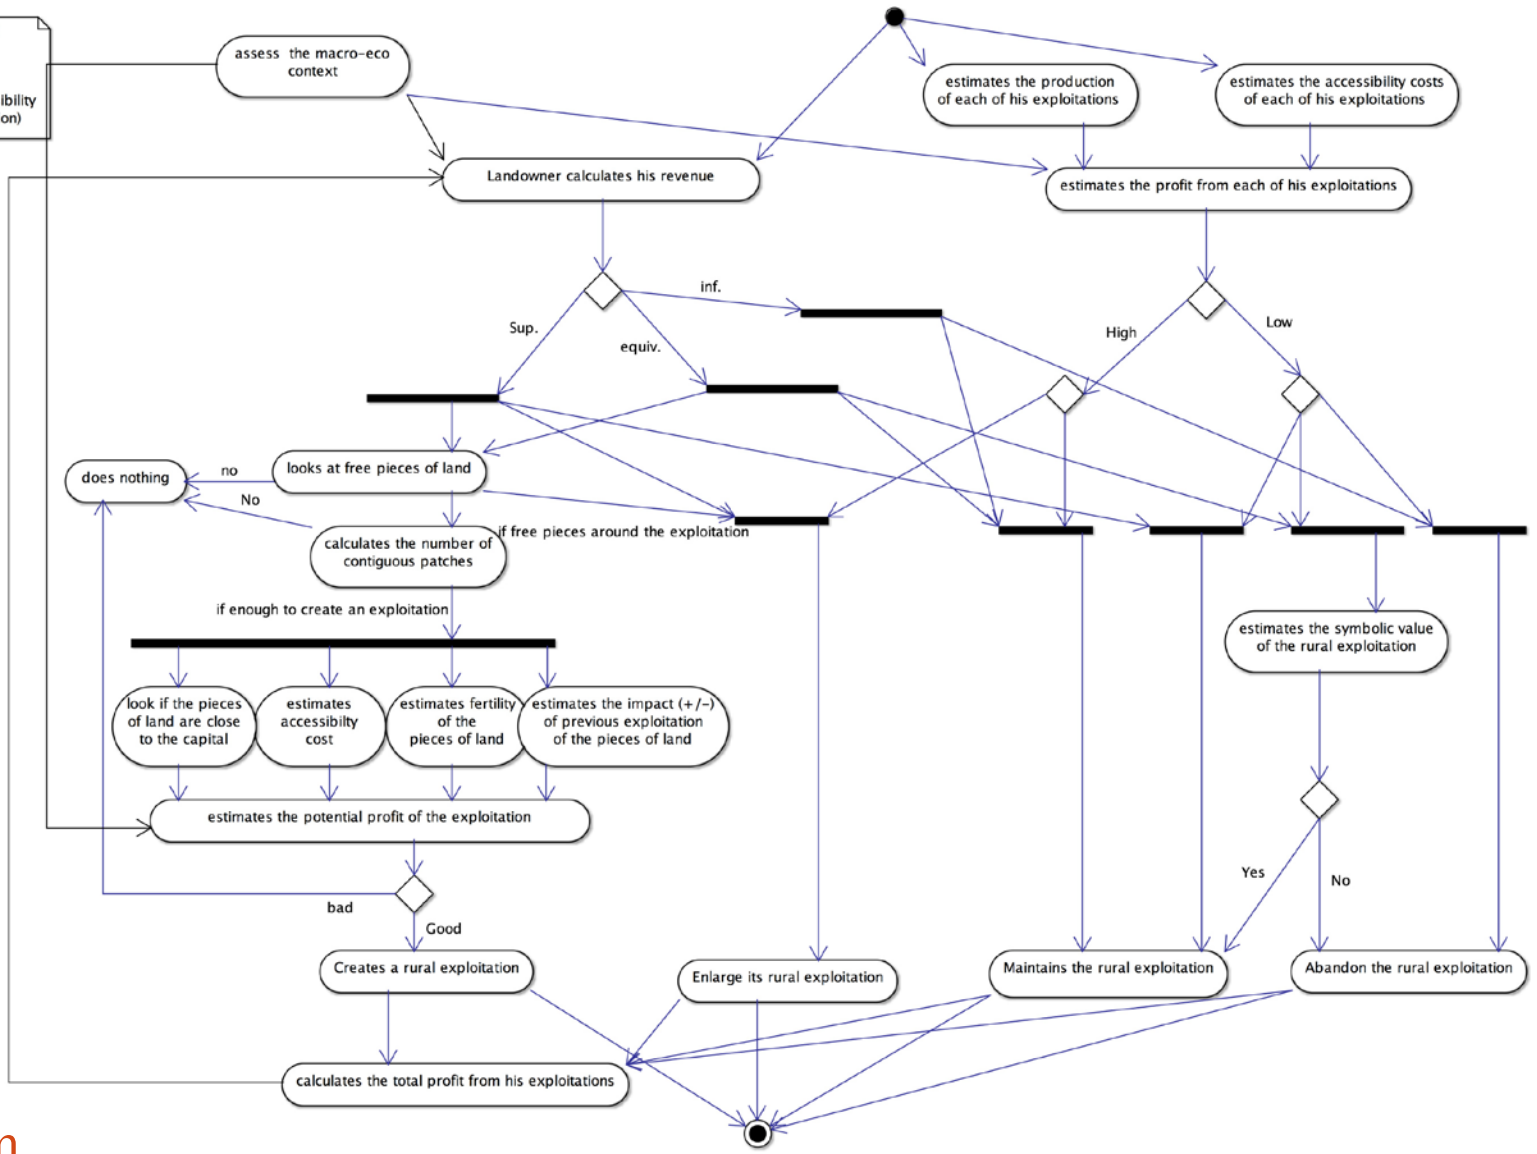 assess the macro-eco
context
ibility
on)
estimates the production
of each of his exploitations
estimates the accessibility costs
of each of his exploitations
Landowner calculates his revenue
estimates the profit from each of his exploitations
inf.
Sup.
equiv.
High
Low
does nothing
no
looks at free pieces of land
No
if free pieces around the exploitation
calculates the number of
contiguous patches
if enough to create an exploitation
estimates the symbolic value
of the rural exploitation
look if the pieces
of land are close
to the capital
estimates
accessibilty
cost
estimates fertility
of the
pieces of land
estimates the impact (+/-)
of previous exploitation
of the pieces of land
estimates the potential profit of the exploitation
Yes
No
bad
Good
Creates a rural exploitation
Enlarge its rural exploitation
Maintains the rural exploitation
Abandon the rural exploitation
calculates the total profit from his exploitations